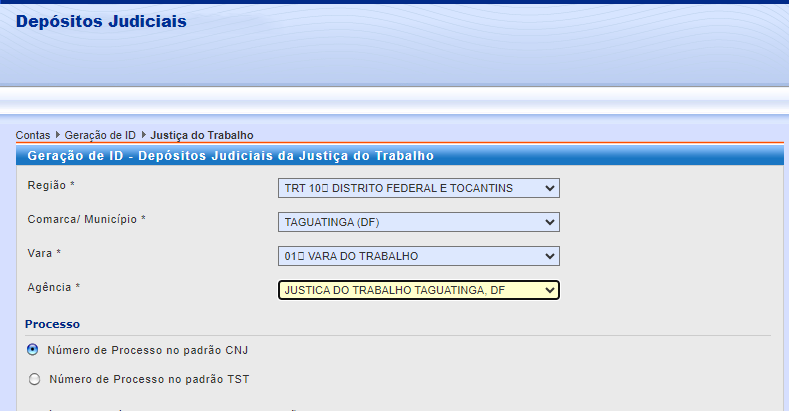 Depósitos Judiciais
Contas Geração de ID Justiça do Trabalho
Geração de ID - Depósitos Judiciais da Justiça do Trabalho
Região * TRT 10□ DISTRITO FEDERAL E TOCANTINS
Comarca/ Município * TAGUATINGA (DF)
Vara * 01□ VARA DO TRABALHO
Agência * JUSTICA DO TRABALHO TAGUATINGA, DF
Processo
Número de Processo no padrão CNJ
Número de Processo no padrão TST